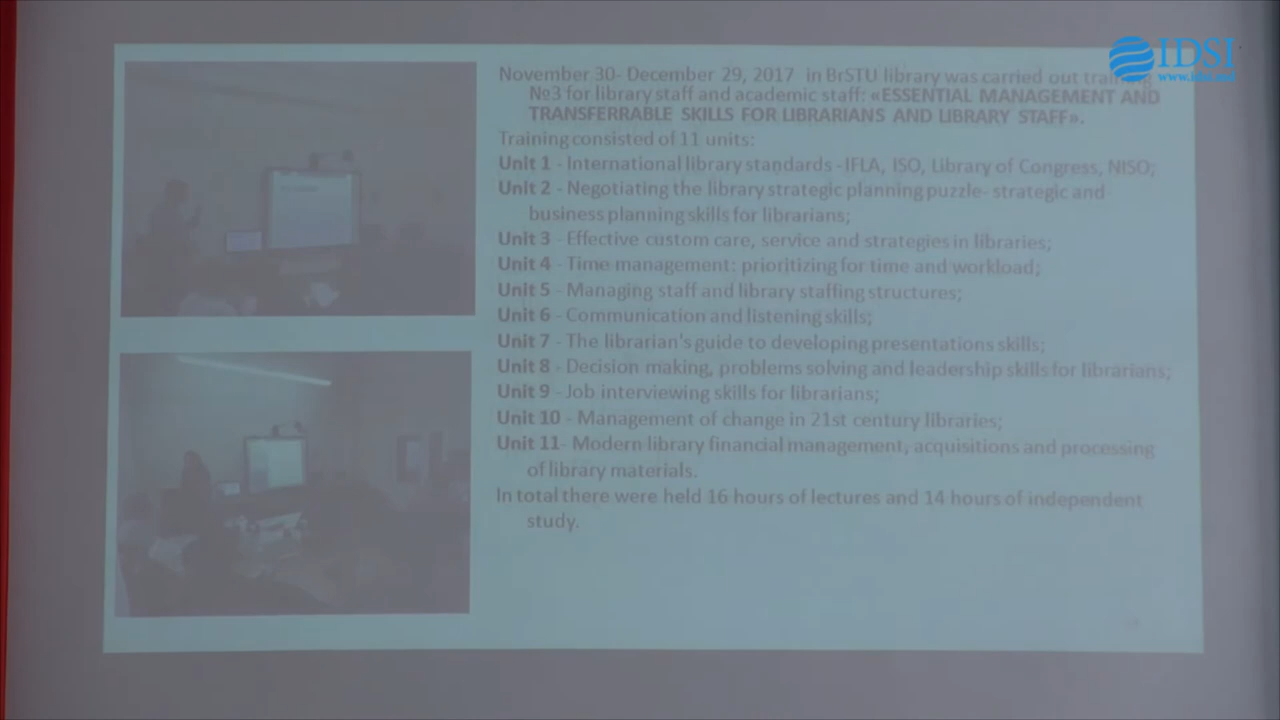 IDSI
www.idsi.md
November 30- December 29, 2017 in BrSTU library was carried out training
№3 for library staff and academic staff: «ESSENTIAL MANAGEMENT AND
TRANSFERRABLE SKILLS FOR LIBRARIANS AND LIBRARY STAFF».
Training consisted of 11 units:
Unit 1 - International library standards - IFLA, ISO, Library of Congress, NISO;
Unit 2 - Negotiating the library strategic planning puzzle- strategic and
business planning skills for librarians;
Unit 3 - Effective custom care, service and strategies in libraries;
Unit 4 - Time management: prioritizing for time and workload;
Unit 5 - Managing staff and library staffing structures;
Unit 6 - Communication and listening skills;
Unit 7 - The librarian's guide to developing presentations skills;
Unit 8 - Decision making, problems solving and leadership skills for librarians;
Unit 9 - Job interviewing skills for librarians;
Unit 10 - Management of change in 21st century libraries;
Unit 11- Modern library financial management, acquisitions and processing
of library materials.
In total there were held 16 hours of lectures and 14 hours of independent
study.